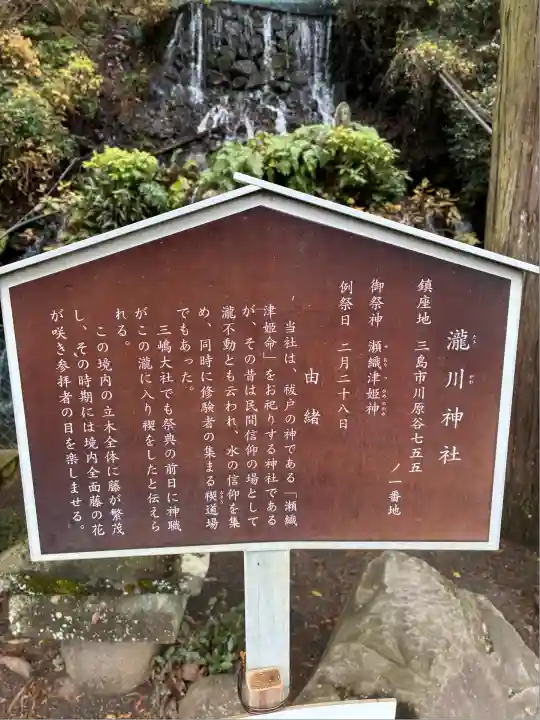 瀧川神社
鎮座地　三島市川原谷七五五
ノ一番地
御祭神　瀬織津姫神
例祭日　二月二十八日
由緒
当社は、祓戸の神である「瀬織
津姫命」をお祀りする神社である
が、その昔は民間信仰の場として
瀧不動とも云われ、水の信仰を集
め、同時に修験者の集まる禊道場
でもあった。
三嶋大社でも祭典の前日に神職
がこの瀧に入り禊をしたと伝えら
れる。
この境内の立木全体に藤が繁茂
し、その時期には境内全面藤の花
が咲き参拝者の目を楽しませる。